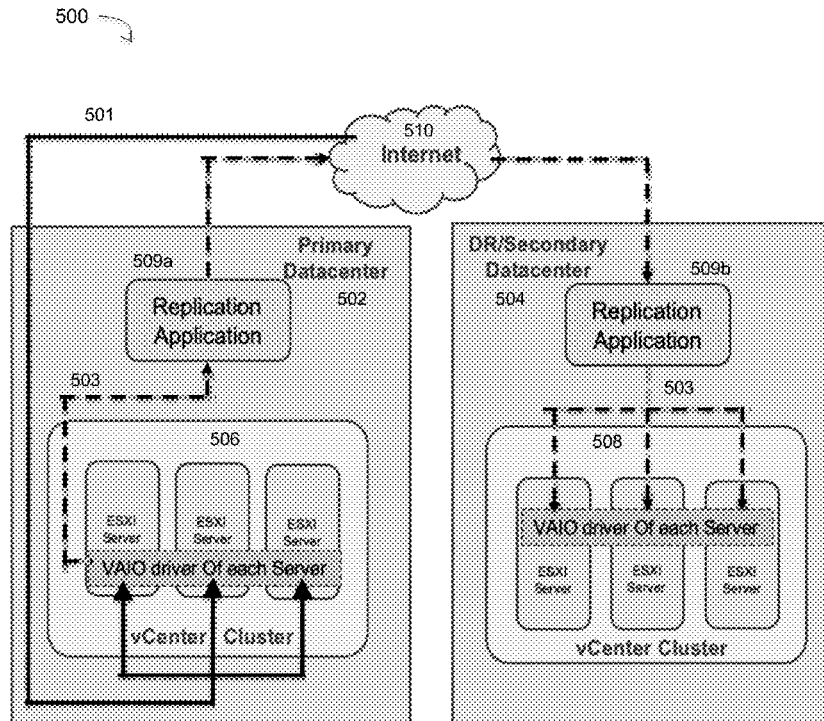 500
501
510
Internet
Primary
Datacenter
502
509a
Replication
Application
503
506
ESXI
Server
ESXI
Server
ESXI
Server
VAIO driver Of each Server
vCenter Cluster
DR/Secondary
Datacenter
504
509b
Replication
Application
503
508
VAIO driver Of each Server
ESXI
Server
ESXI
Server
ESXI
Server
vCenter Cluster